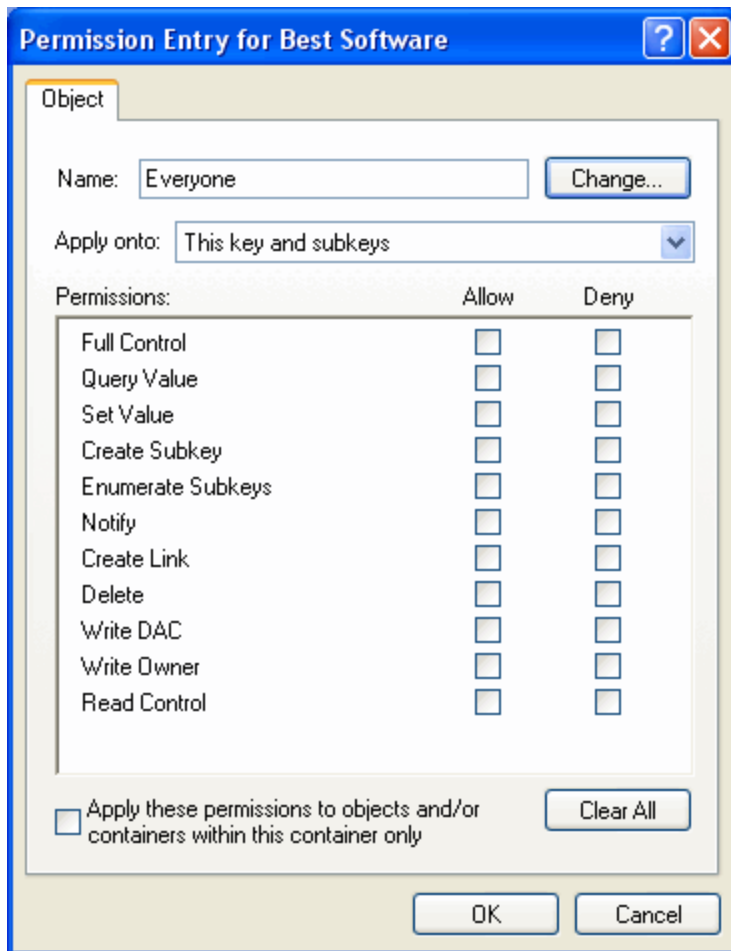 Permission Entry for Best Software
Object
Name: Everyone Change...
Apply onto: This key and subkeys
Permissions: Allow Deny
Full Control
Query Value
Set Value
Create Subkey
Enumerate Subkeys
Notify
Create Link
Delete
Write DAC
Write Owner
Read Control
Apply these permissions to objects and/or
containers within this container only
Clear All
OK Cancel